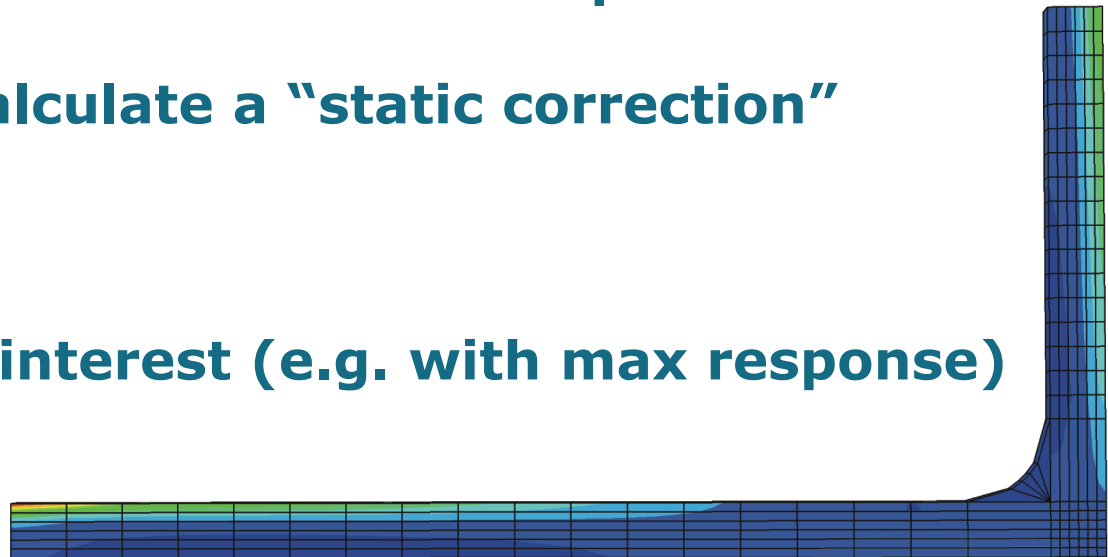 alculate a “static correction”
interest (e.g. with max response)